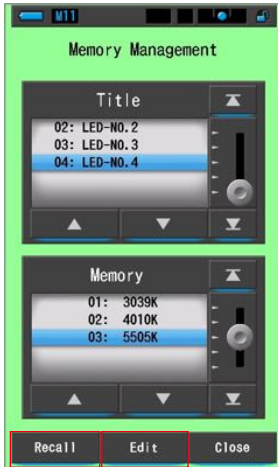 M11
Memory Management
Title
02: LED-NO.2
03: LED-NO.3
04: LED-NO.4
Memory
01: 3039K
02: 4010K
03: 5505K
Recall Edit Close